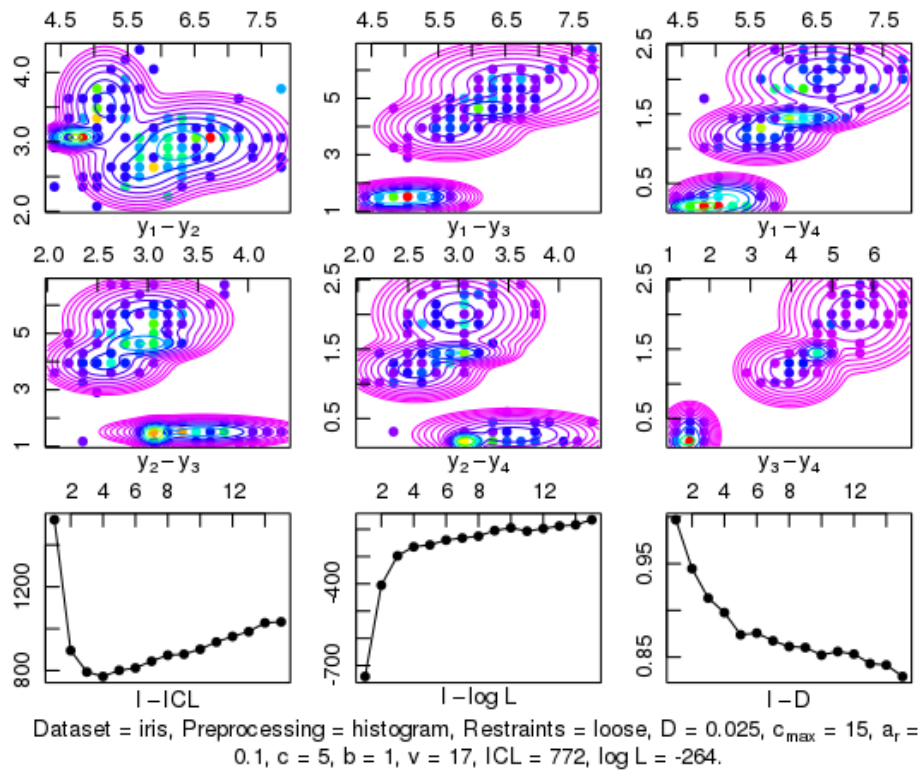 4.5 5.5 6.5 7.5 4.5 5.5 6.5 7.5 4.5 5.5 6.5 7.5
2.0 3.0 4.0 1 3 5 0.5 1.5 2.5
y₁−y₂ y₁−y₃ y₁−y₄
2.0 2.5 3.0 4.0 2.0 2.5 3.0 4.0 1 2 3 4 5 6
1 3 5 0.5 1.5 2.5 0.5 1.5 2.5
y₂−y₃ y₂−y₄ y₃−y₄
2 4 6 8 12 2 4 6 8 12 2 4 6 8 12
800 1200 -700 -400 0.85 0.95
l−ICL l−log L l−D
Dataset = iris, Preprocessing = histogram, Restraints = loose, D = 0.025, cmax = 15, ar =
0.1, c = 5, b = 1, v = 17, ICL = 772, log L = -264.